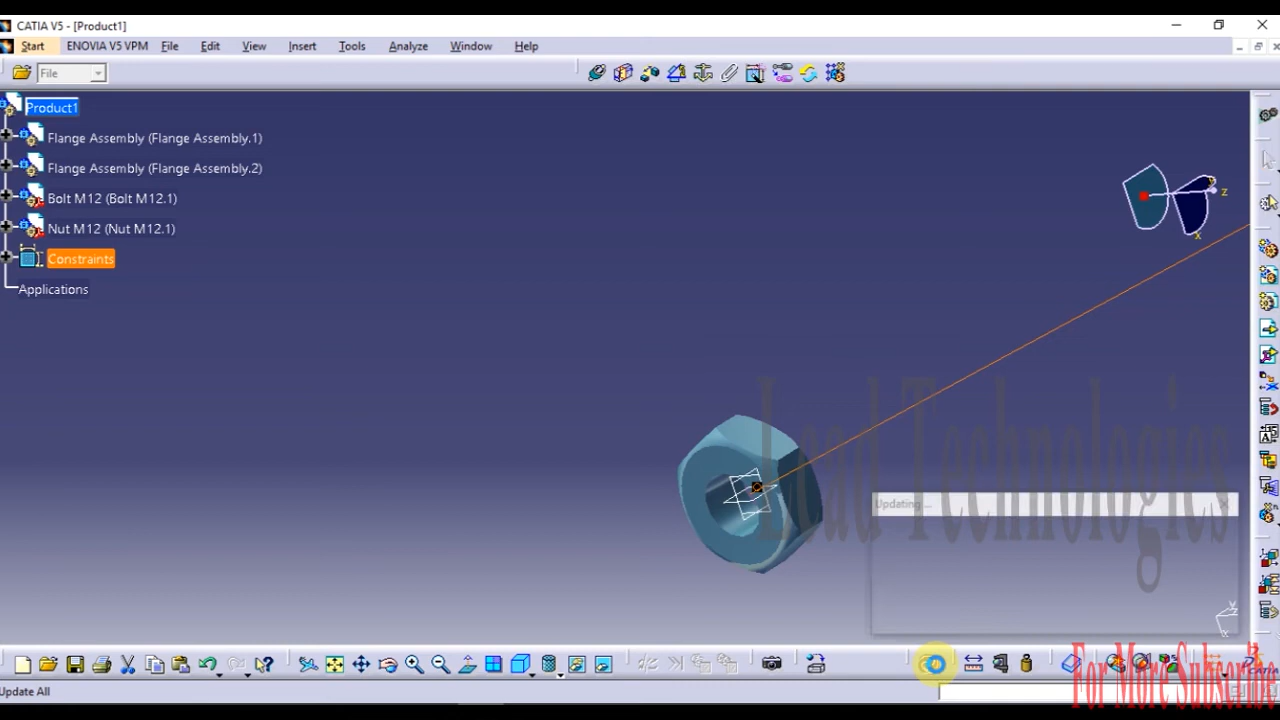 CATIA V5 - [Product1]
Start ENOVIA V5 VPM File Edit View Insert Tools Analyze Window Help
File
Product1
Flange Assembly (Flange Assembly.1)
Flange Assembly (Flange Assembly.2)
Bolt M12 (Bolt M12.1)
Nut M12 (Nut M12.1)
Constraints
Applications
z
x
Lead Technologies
Updating ...
For More Subscribe
Update All